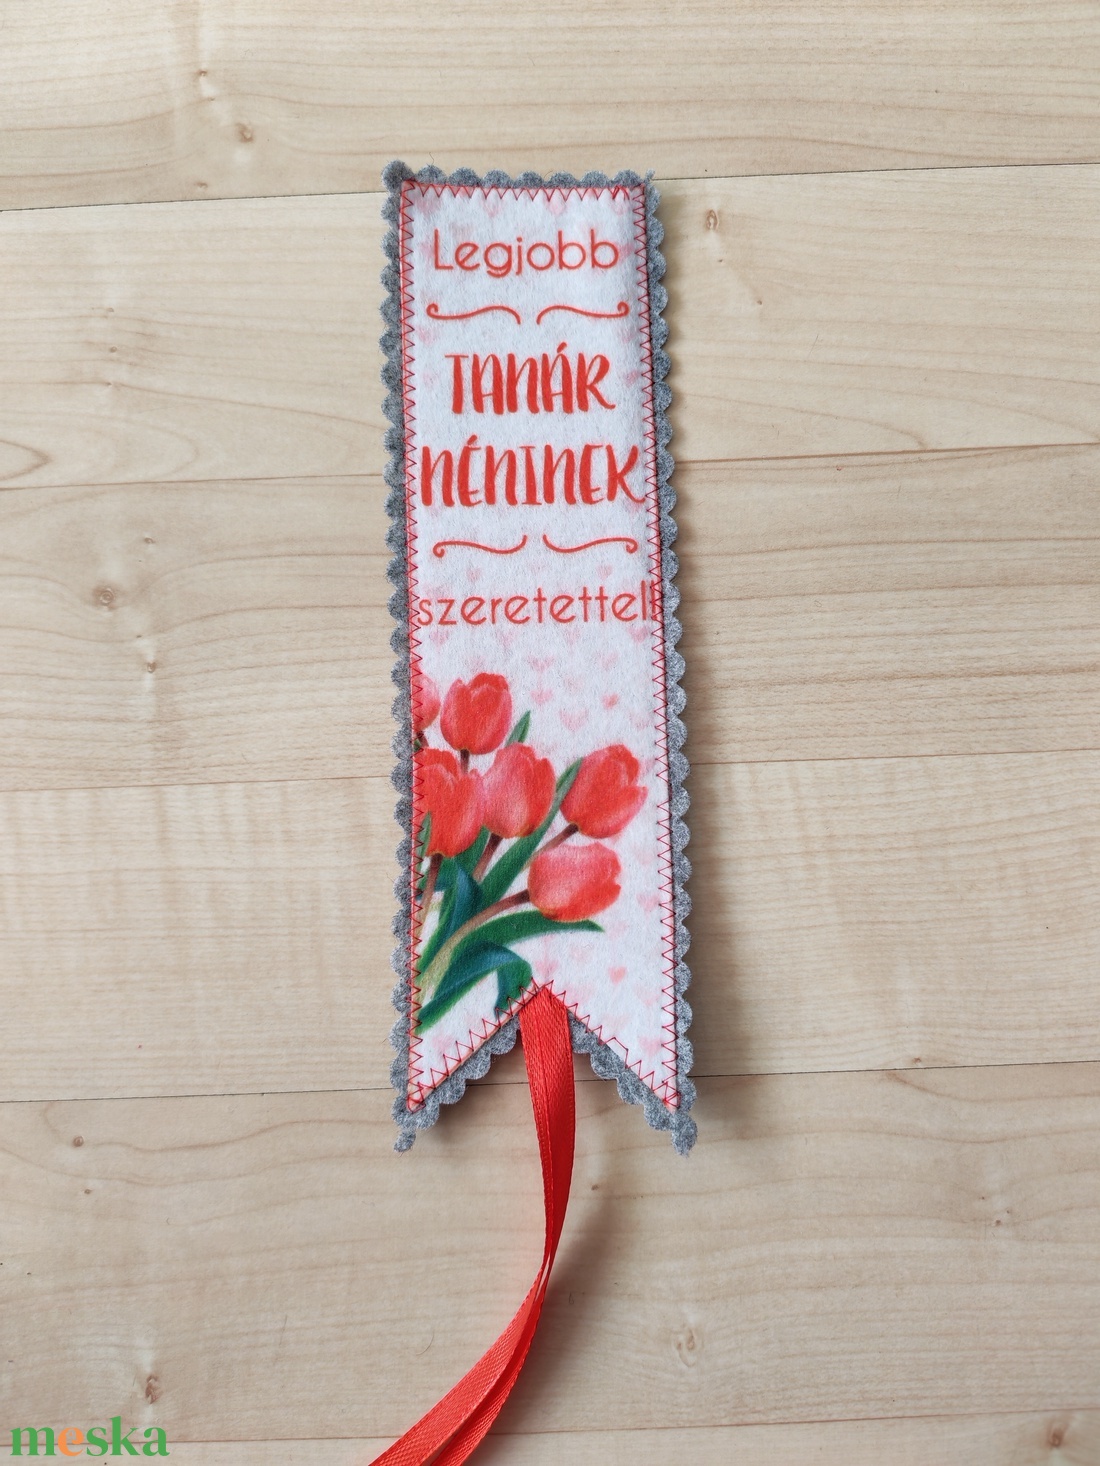 Legjobb
TANÁR
NÉNINEK
szeretettel!
meska